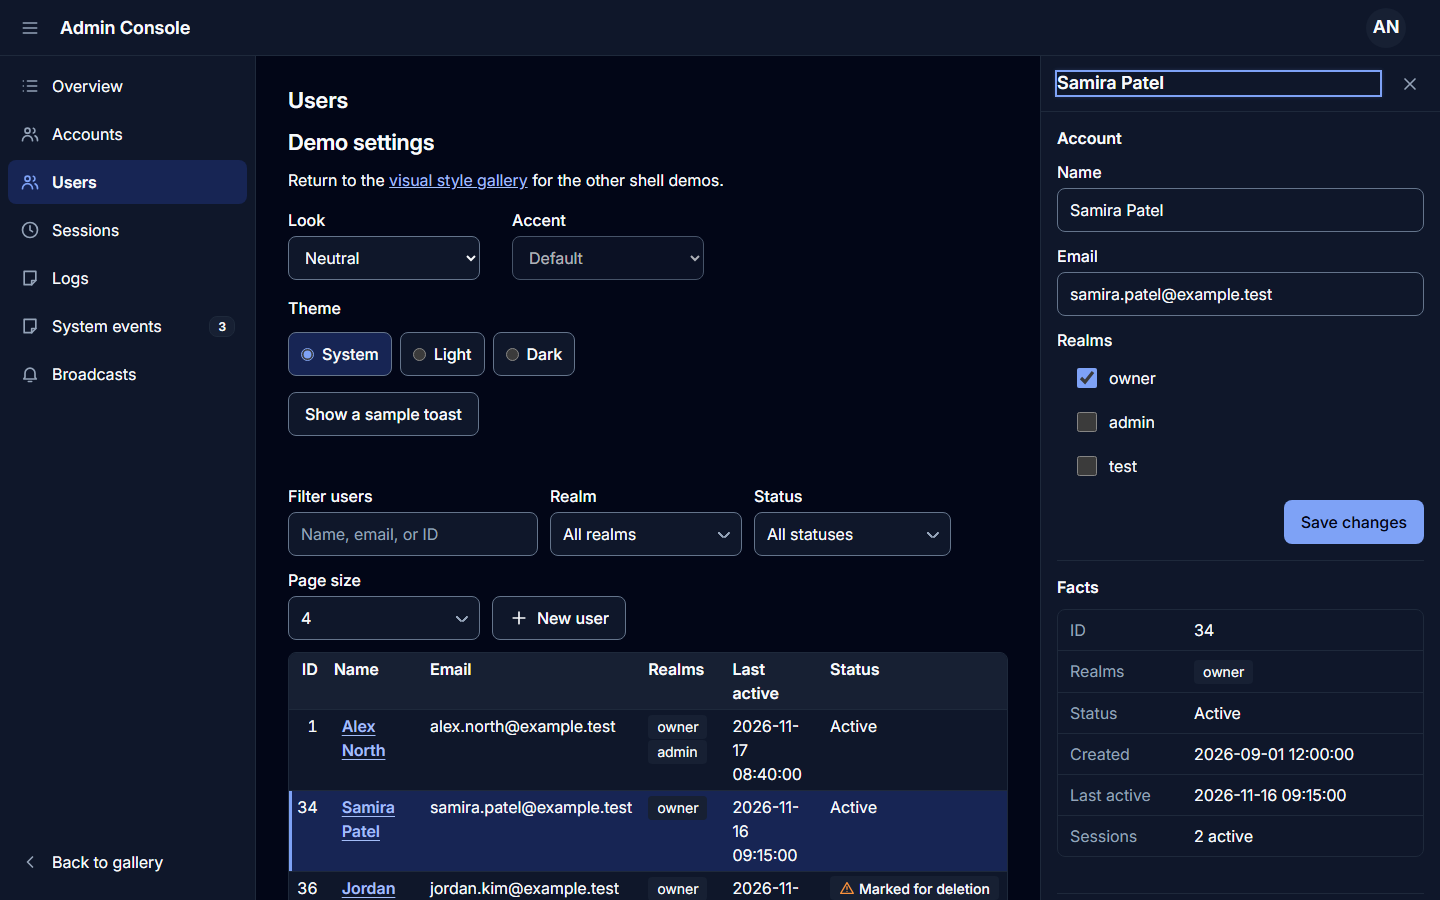 Admin Console
AN
Overview
Accounts
Users
Sessions
Logs
System events 3
Broadcasts
Back to gallery
Users
Demo settings
Return to the visual style gallery for the other shell demos.
Look Accent
Neutral Default
Theme
System Light Dark
Show a sample toast
Filter users Realm Status
Name, email, or ID All realms All statuses
Page size
4 New user
ID Name Email Realms Last active Status
1 Alex North alex.north@example.test owner admin 2026-11-17 08:40:00 Active
34 Samira Patel samira.patel@example.test owner 2026-11-16 09:15:00 Active
36 Jordan jordan.kim@example.test owner 2026-11- Marked for deletion
Samira Patel
Account
Name
Samira Patel
Email
samira.patel@example.test
Realms
owner
admin
test
Save changes
Facts
ID 34
Realms owner
Status Active
Created 2026-09-01 12:00:00
Last active 2026-11-16 09:15:00
Sessions 2 active